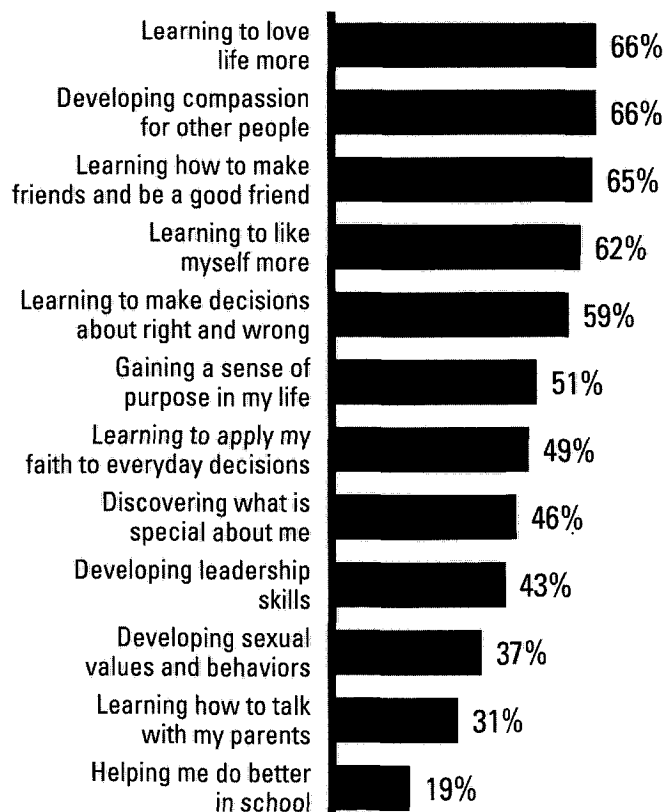 Learning to love
life more
66%
Developing compassion
for other people
66%
Learning how to make
friends and be a good friend
65%
Learning to like
myself more
62%
Learning to make decisions
about right and wrong
59%
Gaining a sense of
purpose in my life
51%
Learning to apply my
faith to everyday decisions
49%
Discovering what is
special about me
46%
Developing leadership
skills
43%
Developing sexual
values and behaviors
37%
Learning how to talk
with my parents
31%
Helping me do better
in school
19%